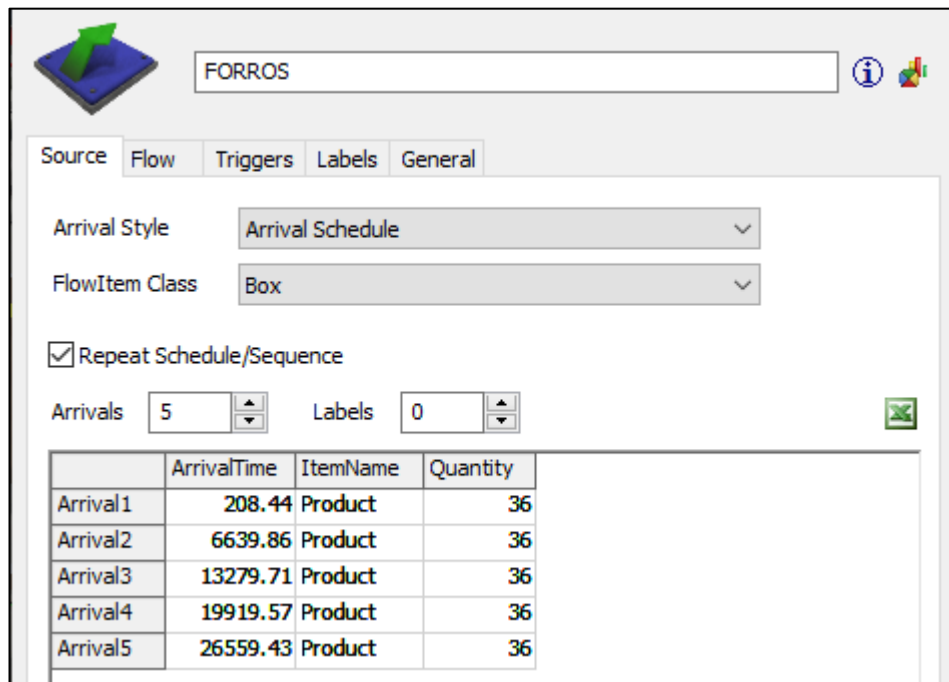 FORROS
Source Flow Triggers Labels General
Arrival Style Arrival Schedule
FlowItem Class Box
Repeat Schedule/Sequence
Arrivals 5 Labels 0
ArrivalTime ItemName Quantity
Arrival1 208.44 Product 36
Arrival2 6639.86 Product 36
Arrival3 13279.71 Product 36
Arrival4 19919.57 Product 36
Arrival5 26559.43 Product 36